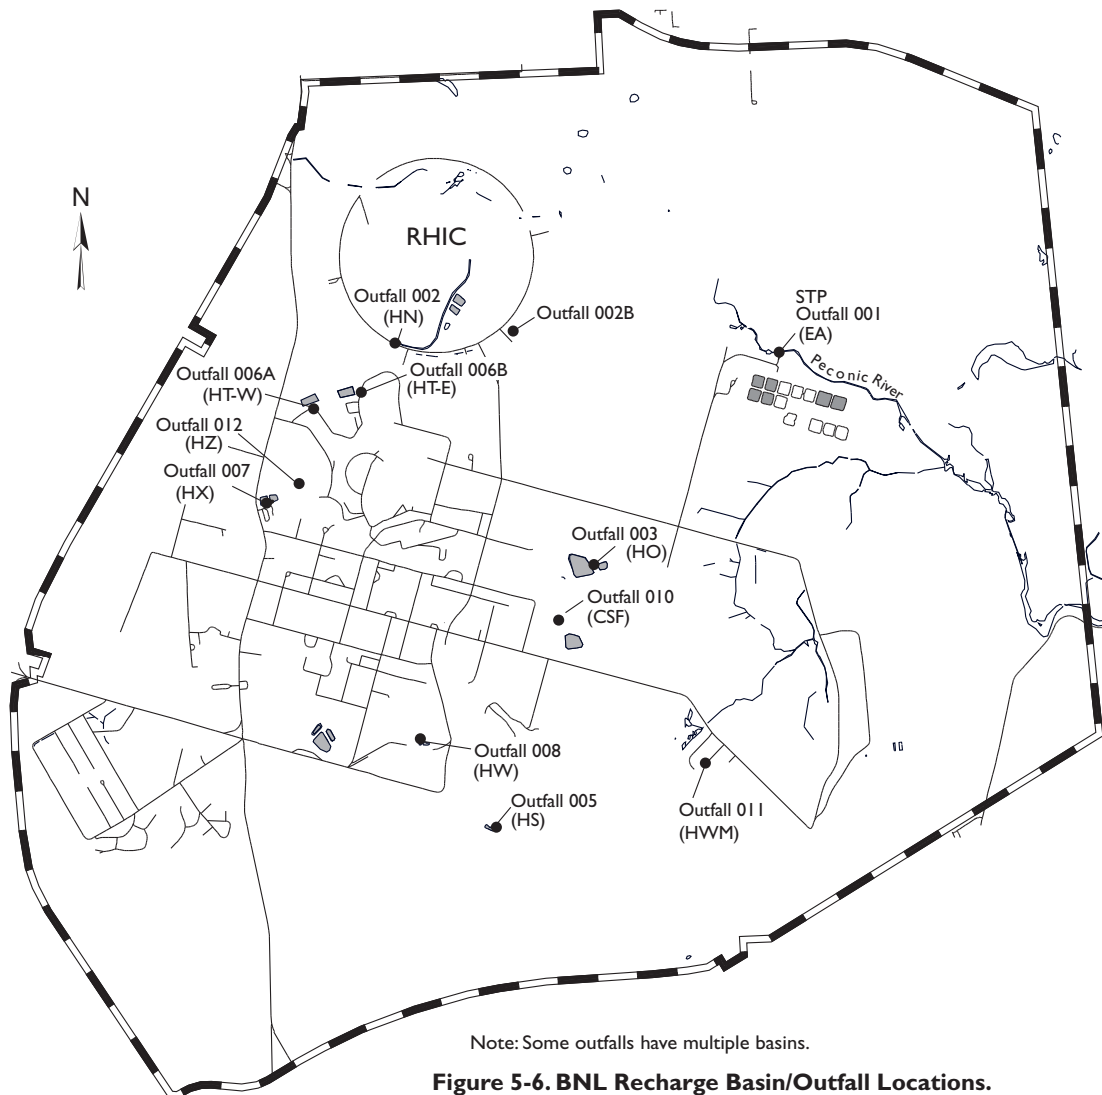 N
RHIC
Outfall 002
(HN)
Outfall 002B
STP
Outfall 001
(EA)
Peconic River
Outfall 006A
(HT-W)
Outfall 006B
(HT-E)
Outfall 012
(HZ)
Outfall 007
(HX)
Outfall 003
(HO)
Outfall 010
(CSF)
Outfall 008
(HW)
Outfall 005
(HS)
Outfall 011
(HWM)
Note: Some outfalls have multiple basins.
Figure 5-6. BNL Recharge Basin/Outfall Locations.